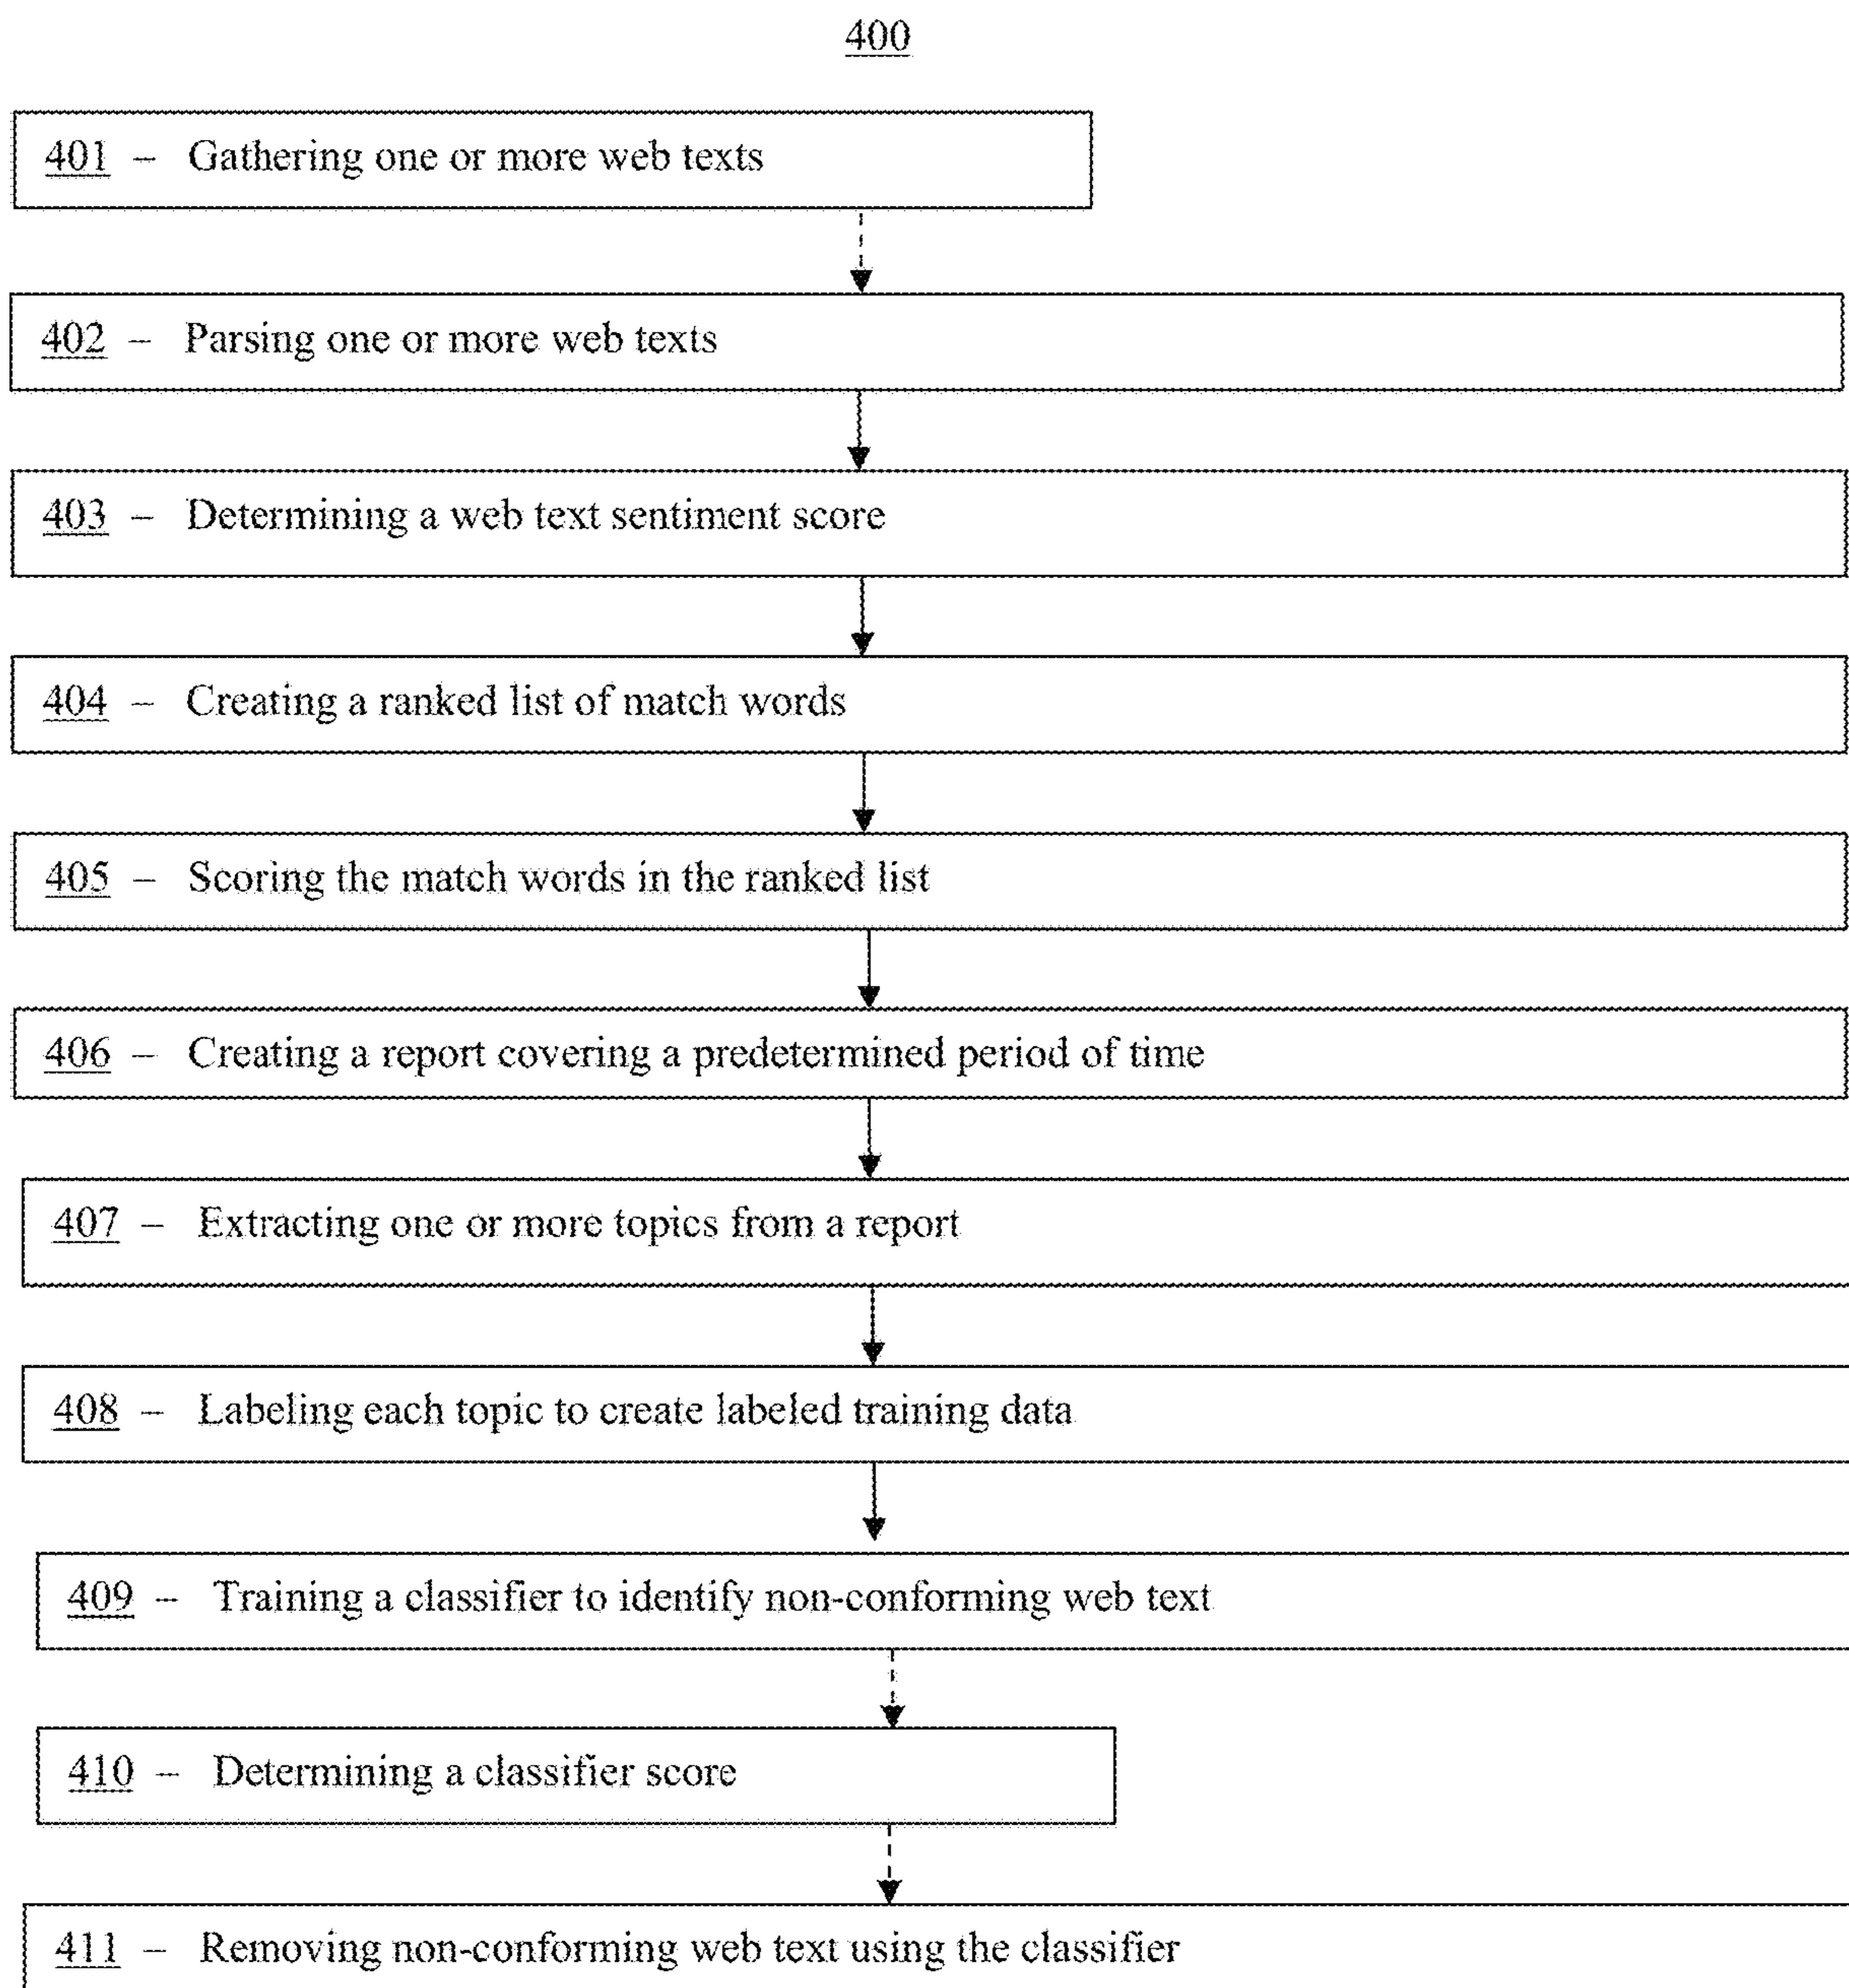 400
401 – Gathering one or more web texts
402 – Parsing one or more web texts
403 – Determining a web text sentiment score
404 – Creating a ranked list of match words
405 – Scoring the match words in the ranked list
406 – Creating a report covering a predetermined period of time
407 – Extracting one or more topics from a report
408 – Labeling each topic to create labeled training data
409 – Training a classifier to identify non-conforming web text
410 – Determining a classifier score
411 – Removing non-conforming web text using the classifier